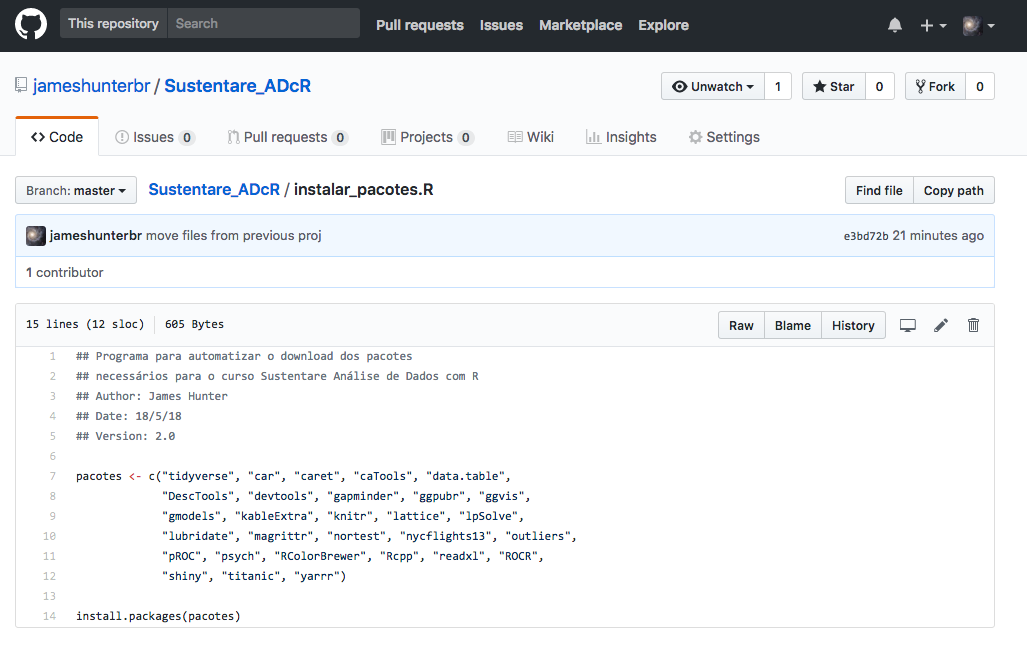 This repository Search Pull requests Issues Marketplace Explore
jameshunterbr / Sustentare_ADcR Unwatch 1 Star 0 Fork 0
Code Issues 0 Pull requests 0 Projects 0 Wiki Insights Settings
Branch: master Sustentare_ADcR / instalar_pacotes.R Find file Copy path
jameshunterbr move files from previous proj e3bd72b 21 minutes ago
1 contributor
15 lines (12 sloc) 605 Bytes Raw Blame History
1 ## Programa para automatizar o download dos pacotes
2 ## necessários para o curso Sustentare Análise de Dados com R
3 ## Author: James Hunter
4 ## Date: 18/5/18
5 ## Version: 2.0
6
7 pacotes <- c("tidyverse", "car", "caret", "caTools", "data.table",
8 "DescTools", "devtools", "gapminder", "ggpubr", "ggvis",
9 "gmodels", "kableExtra", "knitr", "lattice", "lpSolve",
10 "lubridate", "magrittr", "nortest", "nycflights13", "outliers",
11 "pROC", "psych", "RColorBrewer", "Rcpp", "readxl", "ROCR",
12 "shiny", "titanic", "yarrr")
13
14 install.packages(pacotes)